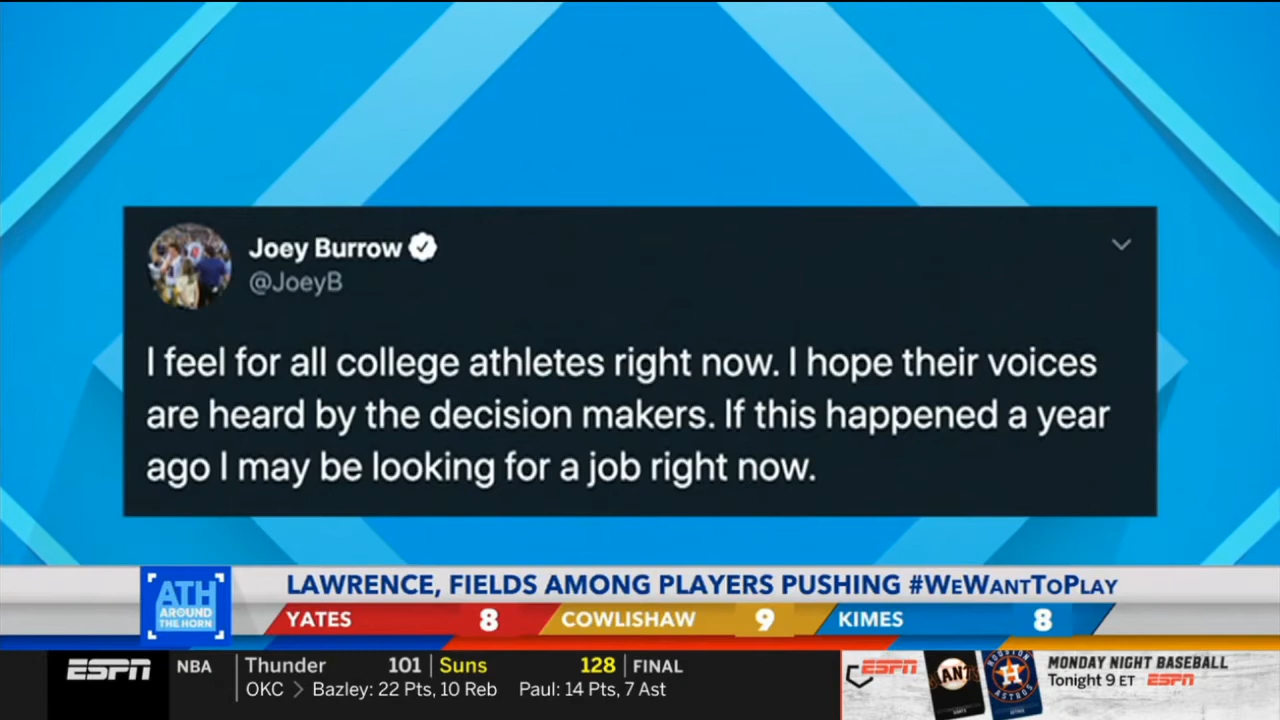 Joey Burrow
@JoeyB
I feel for all college athletes right now. I hope their voices
are heard by the decision makers. If this happened a year
ago I may be looking for a job right now.
ATH
AROUND
THE HORN
LAWRENCE, FIELDS AMONG PLAYERS PUSHING #WEWANTTOPLAY
YATES 8 COWLISHAW 9 KIMES 8
ESPN NBA Thunder 101 Suns 128 FINAL
OKC > Bazley: 22 Pts, 10 Reb Paul: 14 Pts, 7 Ast
ESPN
GIANTS
HOUSTON
ASTROS
MONDAY NIGHT BASEBALL
Tonight 9 ET ESPN